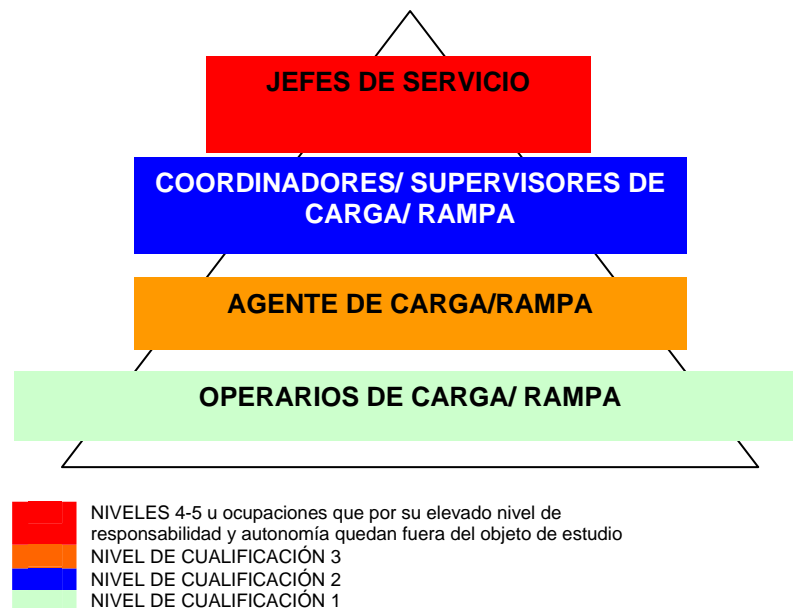 JEFES DE SERVICIO
COORDINADORES/ SUPERVISORES DE
CARGA/ RAMPA
AGENTE DE CARGA/RAMPA
OPERARIOS DE CARGA/ RAMPA
NIVELES 4-5 u ocupaciones que por su elevado nivel de
responsabilidad y autonomía quedan fuera del objeto de estudio
NIVEL DE CUALIFICACIÓN 3
NIVEL DE CUALIFICACIÓN 2
NIVEL DE CUALIFICACIÓN 1